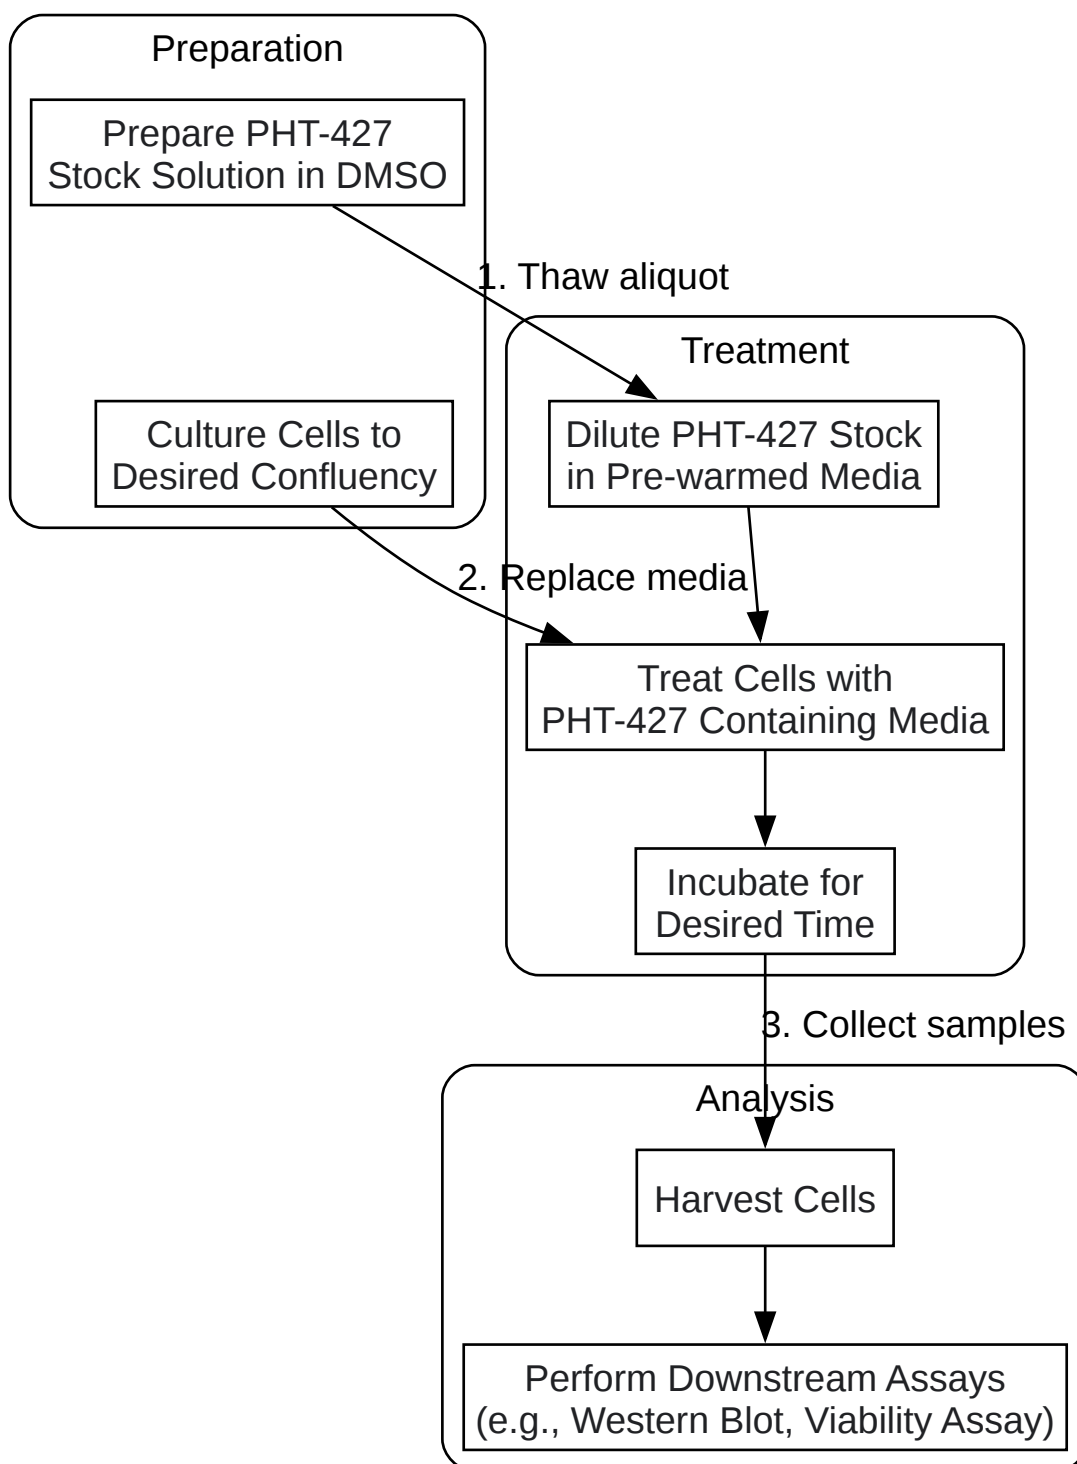 Preparation
Prepare PHT-427
Stock Solution in DMSO
1. Thaw aliquot
Treatment
Culture Cells to
Desired Confluency
Dilute PHT-427 Stock
in Pre-warmed Media
2. Replace media
Treat Cells with
PHT-427 Containing Media
Incubate for
Desired Time
3. Collect samples
Analysis
Harvest Cells
Perform Downstream Assays
(e.g., Western Blot, Viability Assay)